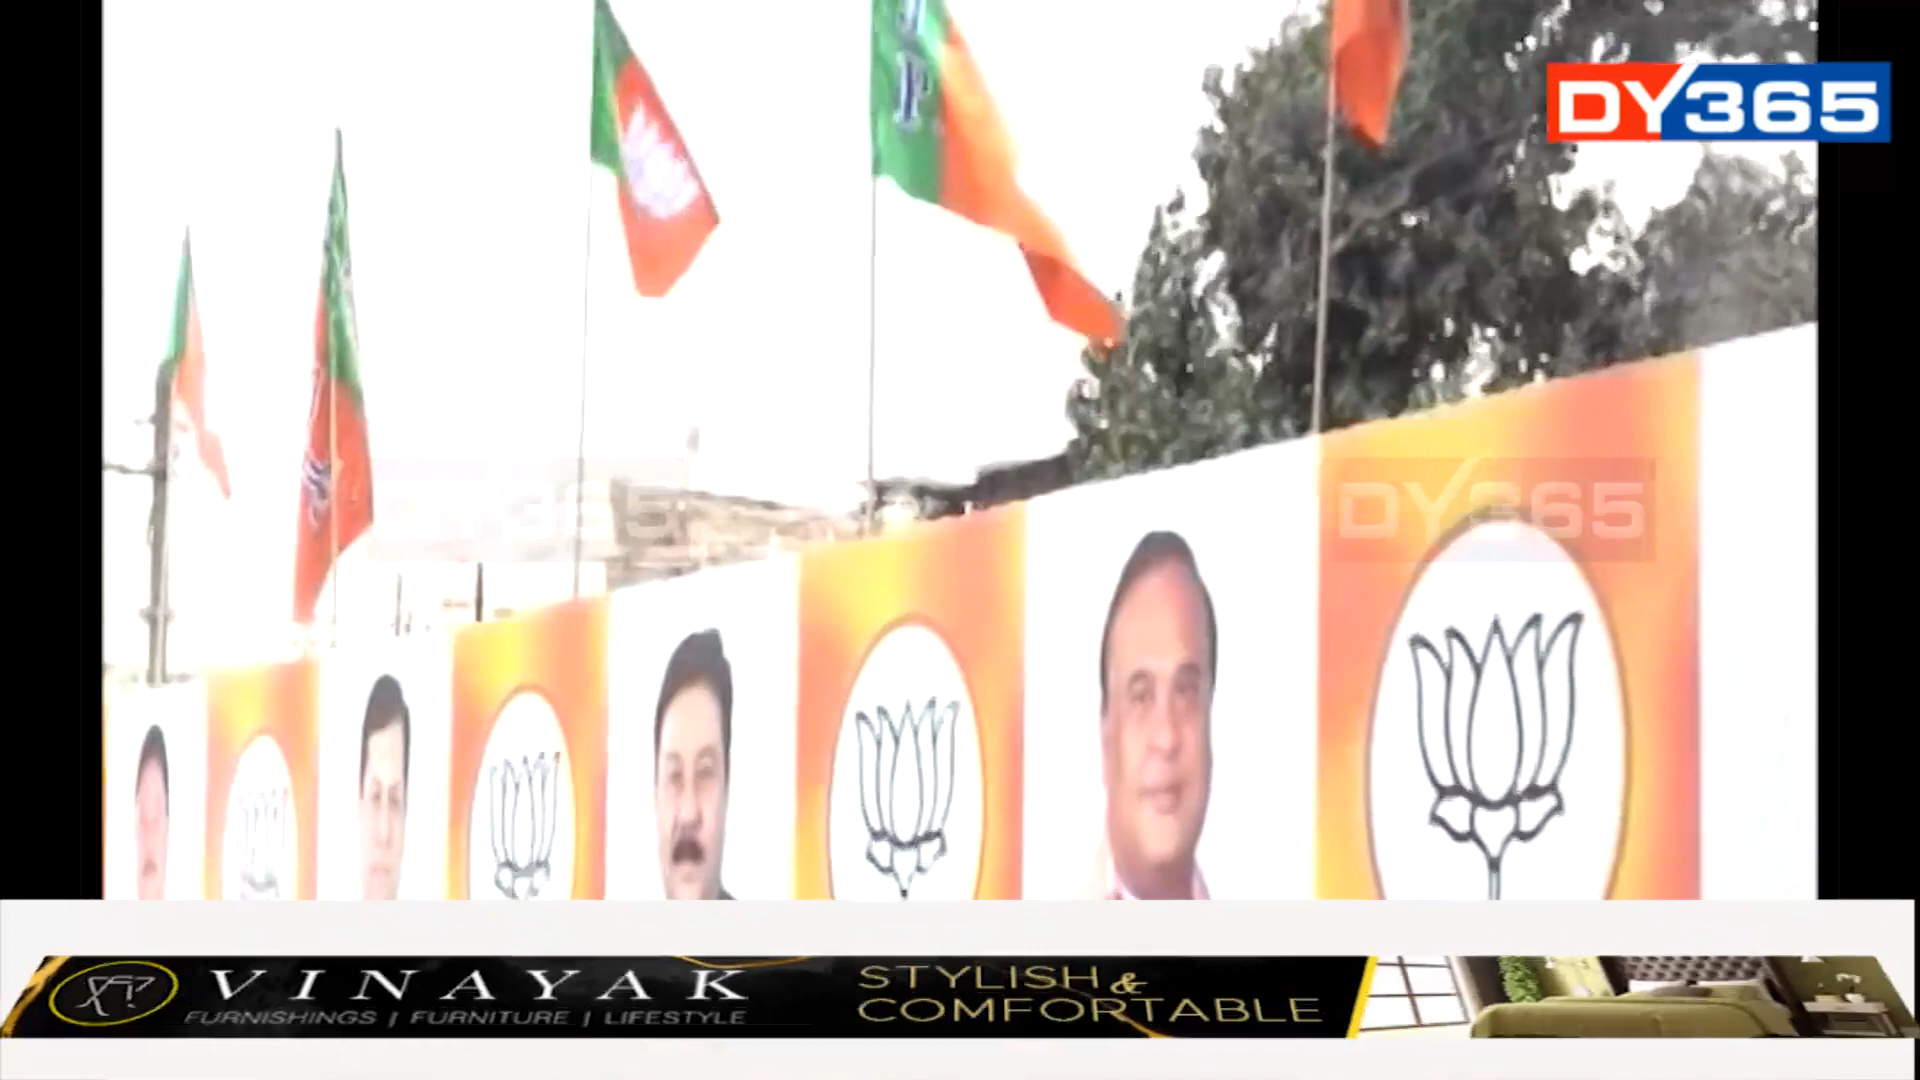 J
P
DY365
DY365
DY365
VINAYAK
FURNISHINGS | FURNITURE | LIFESTYLE
STYLISH &
COMFORTABLE